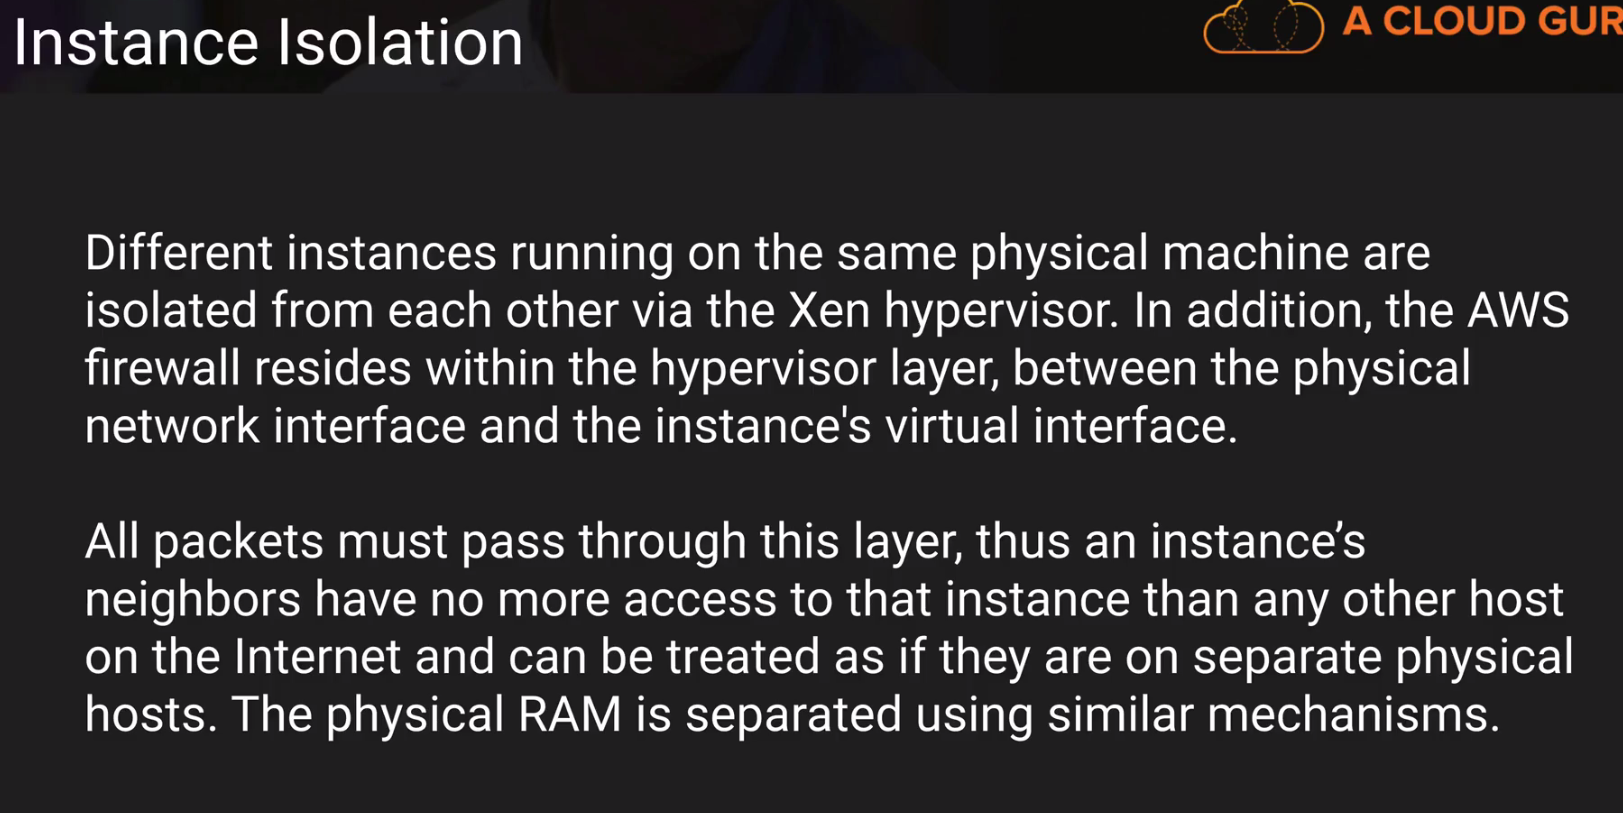 Instance Isolation
A CLOUD GUR
Different instances running on the same physical machine are
isolated from each other via the Xen hypervisor. In addition, the AWS
firewall resides within the hypervisor layer, between the physical
network interface and the instance's virtual interface.
All packets must pass through this layer, thus an instance’s
neighbors have no more access to that instance than any other host
on the Internet and can be treated as if they are on separate physical
hosts. The physical RAM is separated using similar mechanisms.